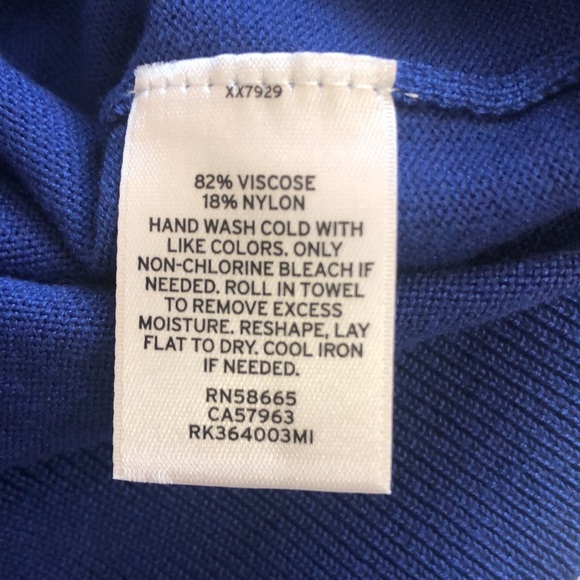 XX7929
82% VISCOSE
18% NYLON
HAND WASH COLD WITH
LIKE COLORS. ONLY
NON-CHLORINE BLEACH IF
NEEDED. ROLL IN TOWEL
TO REMOVE EXCESS
MOISTURE. RESHAPE, LAY
FLAT TO DRY. COOL IRON
IF NEEDED.
RN58665
CA57963
RK364003MI